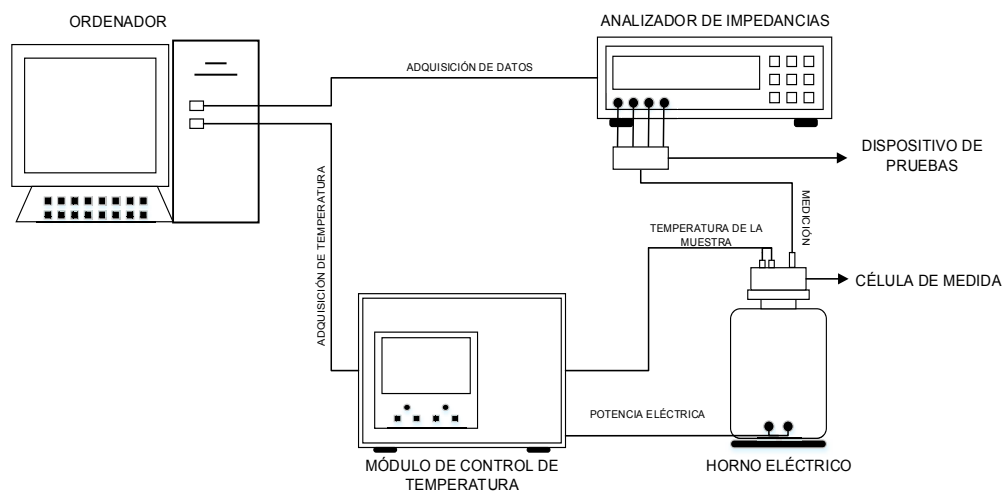 ORDENADOR
ANALIZADOR DE IMPEDANCIAS
ADQUISICIÓN DE DATOS
DISPOSITIVO DE
PRUEBAS
MEDICIÓN
TEMPERATURA DE LA
MUESTRA
ADQUISICIÓN DE TEMPERATURA
CÉLULA DE MEDIDA
POTENCIA ELÉCTRICA
MÓDULO DE CONTROL DE
TEMPERATURA
HORNO ELÉCTRICO